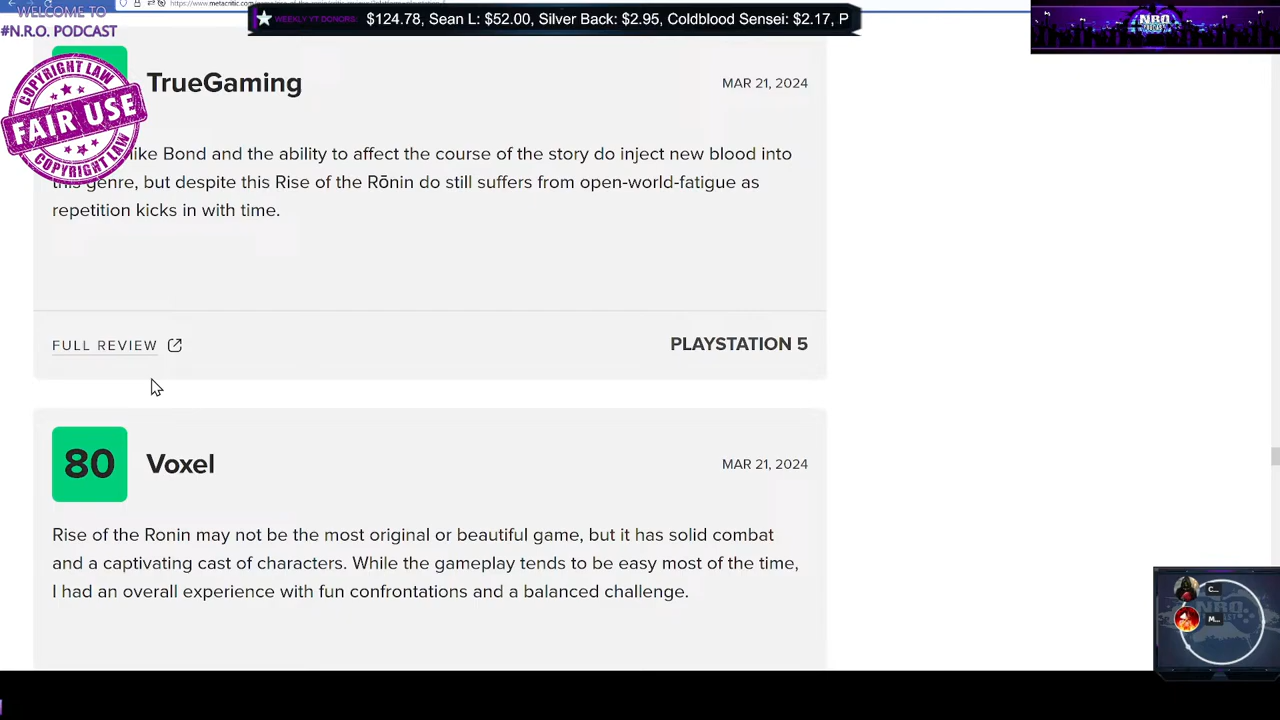 WELCOME TO
#N.R.O. PODCAST
WEEKLY YT DONORS: $124.78, Sean L: $52.00, Silver Back: $2.95, Coldblood Sensei: $2.17, P
N.R.O.
COPYRIGHT LAW
FAIR USE
COPYRIGHT LAW
TrueGaming
MAR 21, 2024
like Bond and the ability to affect the course of the story do inject new blood into
this genre, but despite this Rise of the Rōnin do still suffers from open-world-fatigue as
repetition kicks in with time.
FULL REVIEW
PLAYSTATION 5
80
Voxel
MAR 21, 2024
Rise of the Ronin may not be the most original or beautiful game, but it has solid combat
and a captivating cast of characters. While the gameplay tends to be easy most of the time,
I had an overall experience with fun confrontations and a balanced challenge.
C...
M...